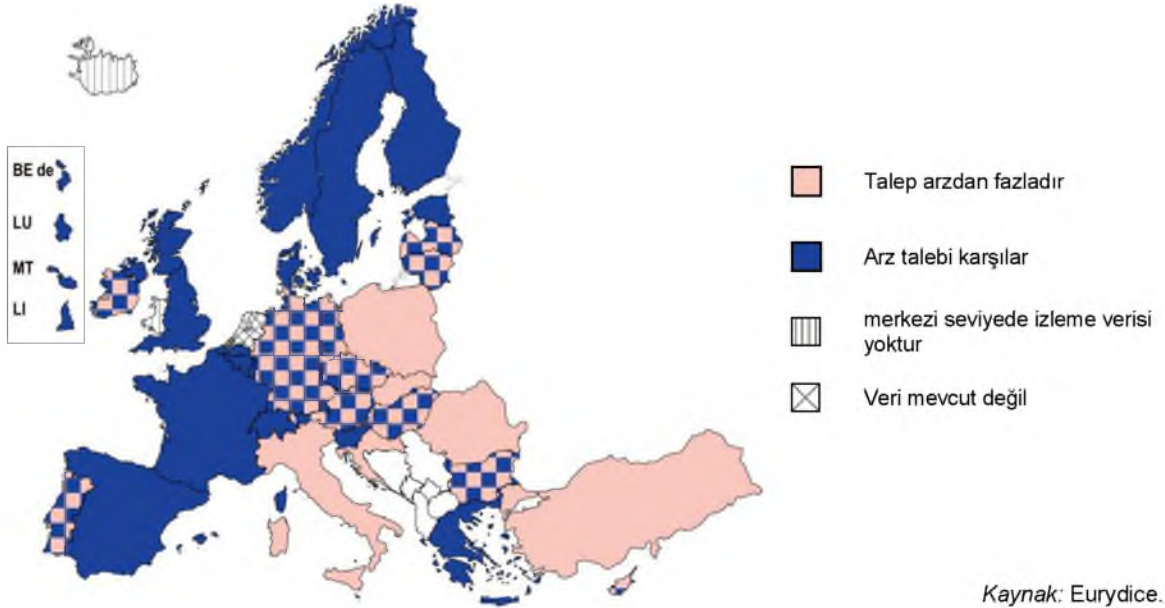 BE de
LU
MT
LI
Talep arzdan fazladır
Arz talebi karşılar
merkezi seviyede izleme verisi
yoktur
Veri mevcut değil
Kaynak: Eurydice.